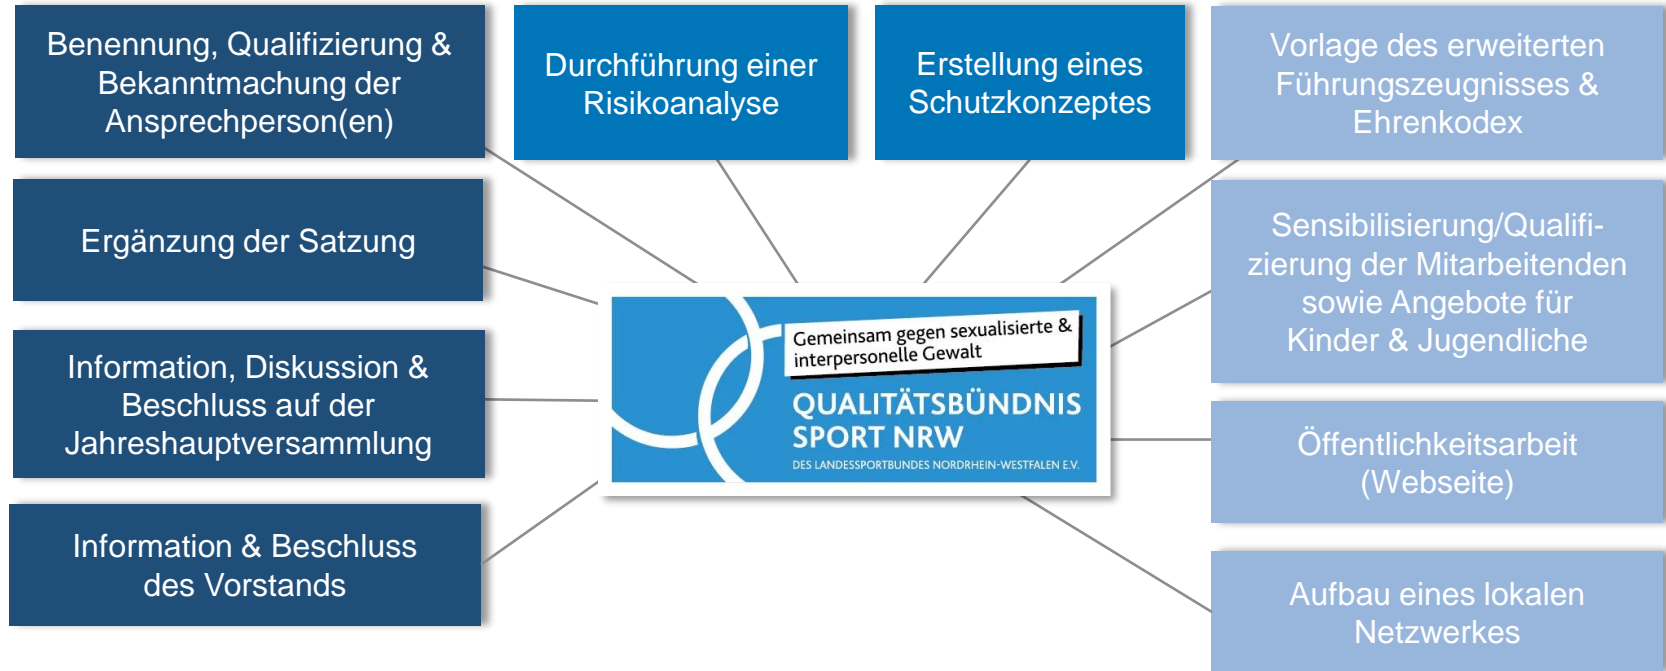 Benennung, Qualifizierung &
Bekanntmachung der
Ansprechperson(en)
Durchführung einer
Risikoanalyse
Erstellung eines
Schutzkonzeptes
Vorlage des erweiterten
Führungszeugnisses &
Ehrenkodex
Ergänzung der Satzung
Sensibilisierung/Qualifi-
zierung der Mitarbeitenden
sowie Angebote für
Kinder & Jugendliche
Information, Diskussion &
Beschluss auf der
Jahreshauptversammlung
Gemeinsam gegen sexualisierte &
interpersonelle Gewalt
QUALITÄTSBÜNDNIS
SPORT NRW
DES LANDESSPORTBUNDES NORDRHEIN-WESTFALEN E.V.
Öffentlichkeitsarbeit
(Webseite)
Information & Beschluss
des Vorstands
Aufbau eines lokalen
Netzwerkes